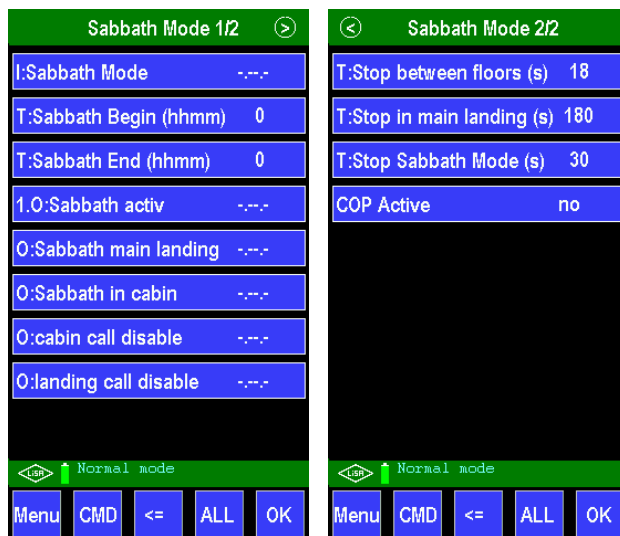 Sabbath Mode 1/2 >
I:Sabbath Mode -.--.-
T:Sabbath Begin (hhmm) 0
T:Sabbath End (hhmm) 0
1.O:Sabbath activ -.--.-
O:Sabbath main landing -.--.-
O:Sabbath in cabin -.--.-
O:cabin call disable -.--.-
O:landing call disable -.--.-
LiSA Normal mode
Menu CMD <= ALL OK
< Sabbath Mode 2/2
T:Stop between floors (s) 18
T:Stop in main landing (s) 180
T:Stop Sabbath Mode (s) 30
COP Active no
LiSA Normal mode
Menu CMD <= ALL OK